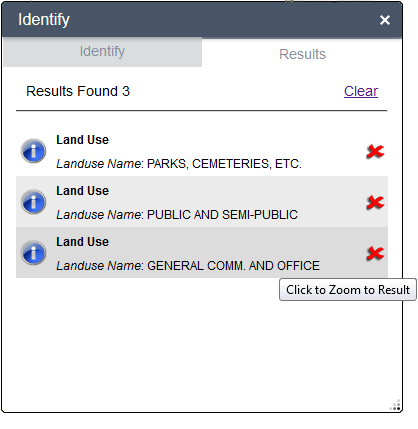 Identify
Identify
Results
Results Found 3
Clear
Land Use
Landuse Name: PARKS, CEMETERIES, ETC.
Land Use
Landuse Name: PUBLIC AND SEMI-PUBLIC
Land Use
Landuse Name: GENERAL COMM. AND OFFICE
Click to Zoom to Result